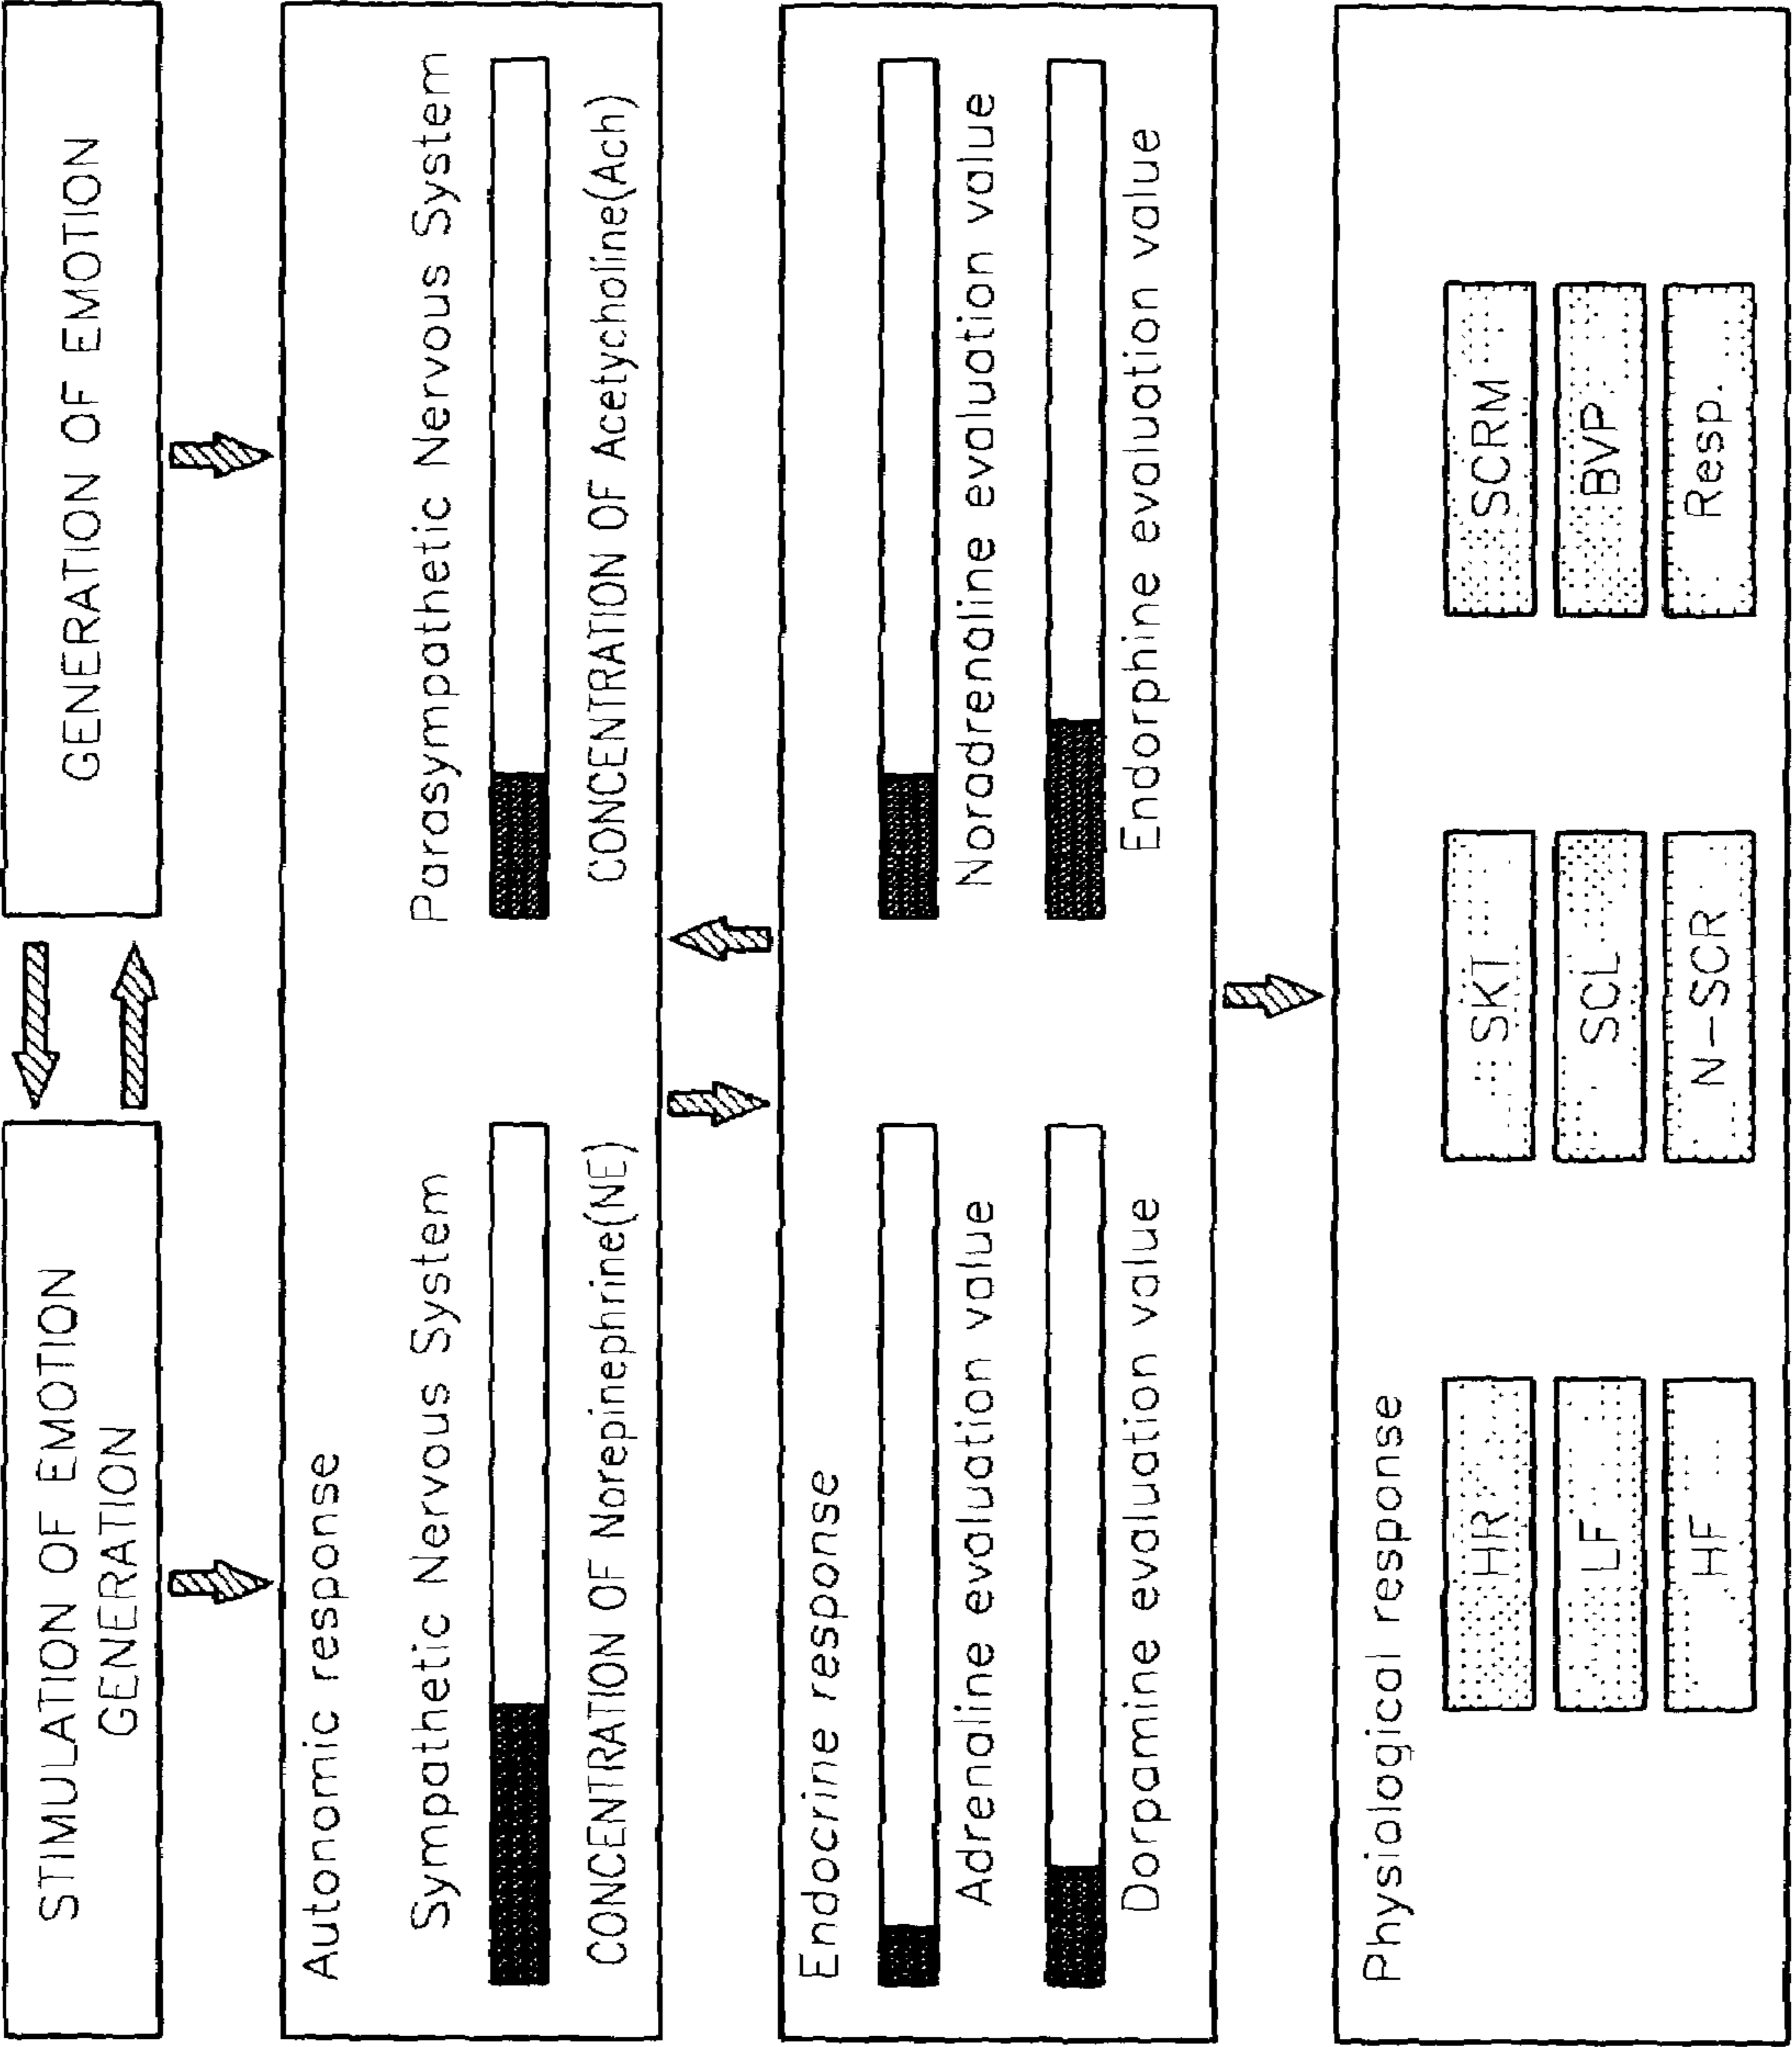 STIMULATION OF EMOTION
GENERATION
GENERATION OF EMOTION
Autonomic response
Sympathetic Nervous System
Parasympathetic Nervous System
CONCENTRATION OF Norepinephrine(NE)
CONCENTRATION OF Acetycholine(Ach)
Endocrine response
Adrenaline evaluation value
Noradrenaline evaluation value
Dorpamine evaluation value
Endorphine evaluation value
Physiological response
HR
SKT
SCRM
LF
SCL
BVP
HF
N-SCR
Resp.